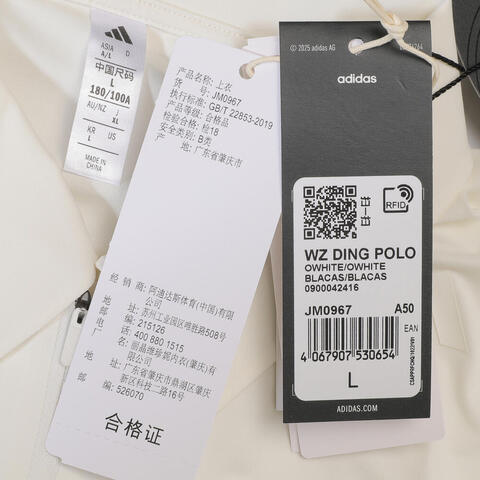 adidas
ASIA D
A/L
中国尺码
L
180/100A
AU/NZ J
XL
KR US
L
MADE IN
CHINA
产品名称：上衣
货 号：JM0967
执行标准：GB/T 22853-2019
产品等级：合格品
检验合格：检18
安全类别：B类
产 地：广东省肇庆市
经 销 商：阿迪达斯体育(中国)有限
公司
地 址：苏州工业园区唯胜路508号
邮 编：215126
电 话：400 880 1515
制 造 商：丽晶维珍妮内衣(肇庆)有
限公司
地 址：广东省肇庆市鼎湖区肇庆
新区科技二路16号
邮 编：526070
合格证
© 2025 adidas AG
adidas
RFID
WZ DING POLO
OWHITE/OWHITE
BLACAS/BLACAS
0900042416
JM0967 A50
EAN
4 067907 530654
L
ADIDAS.COM